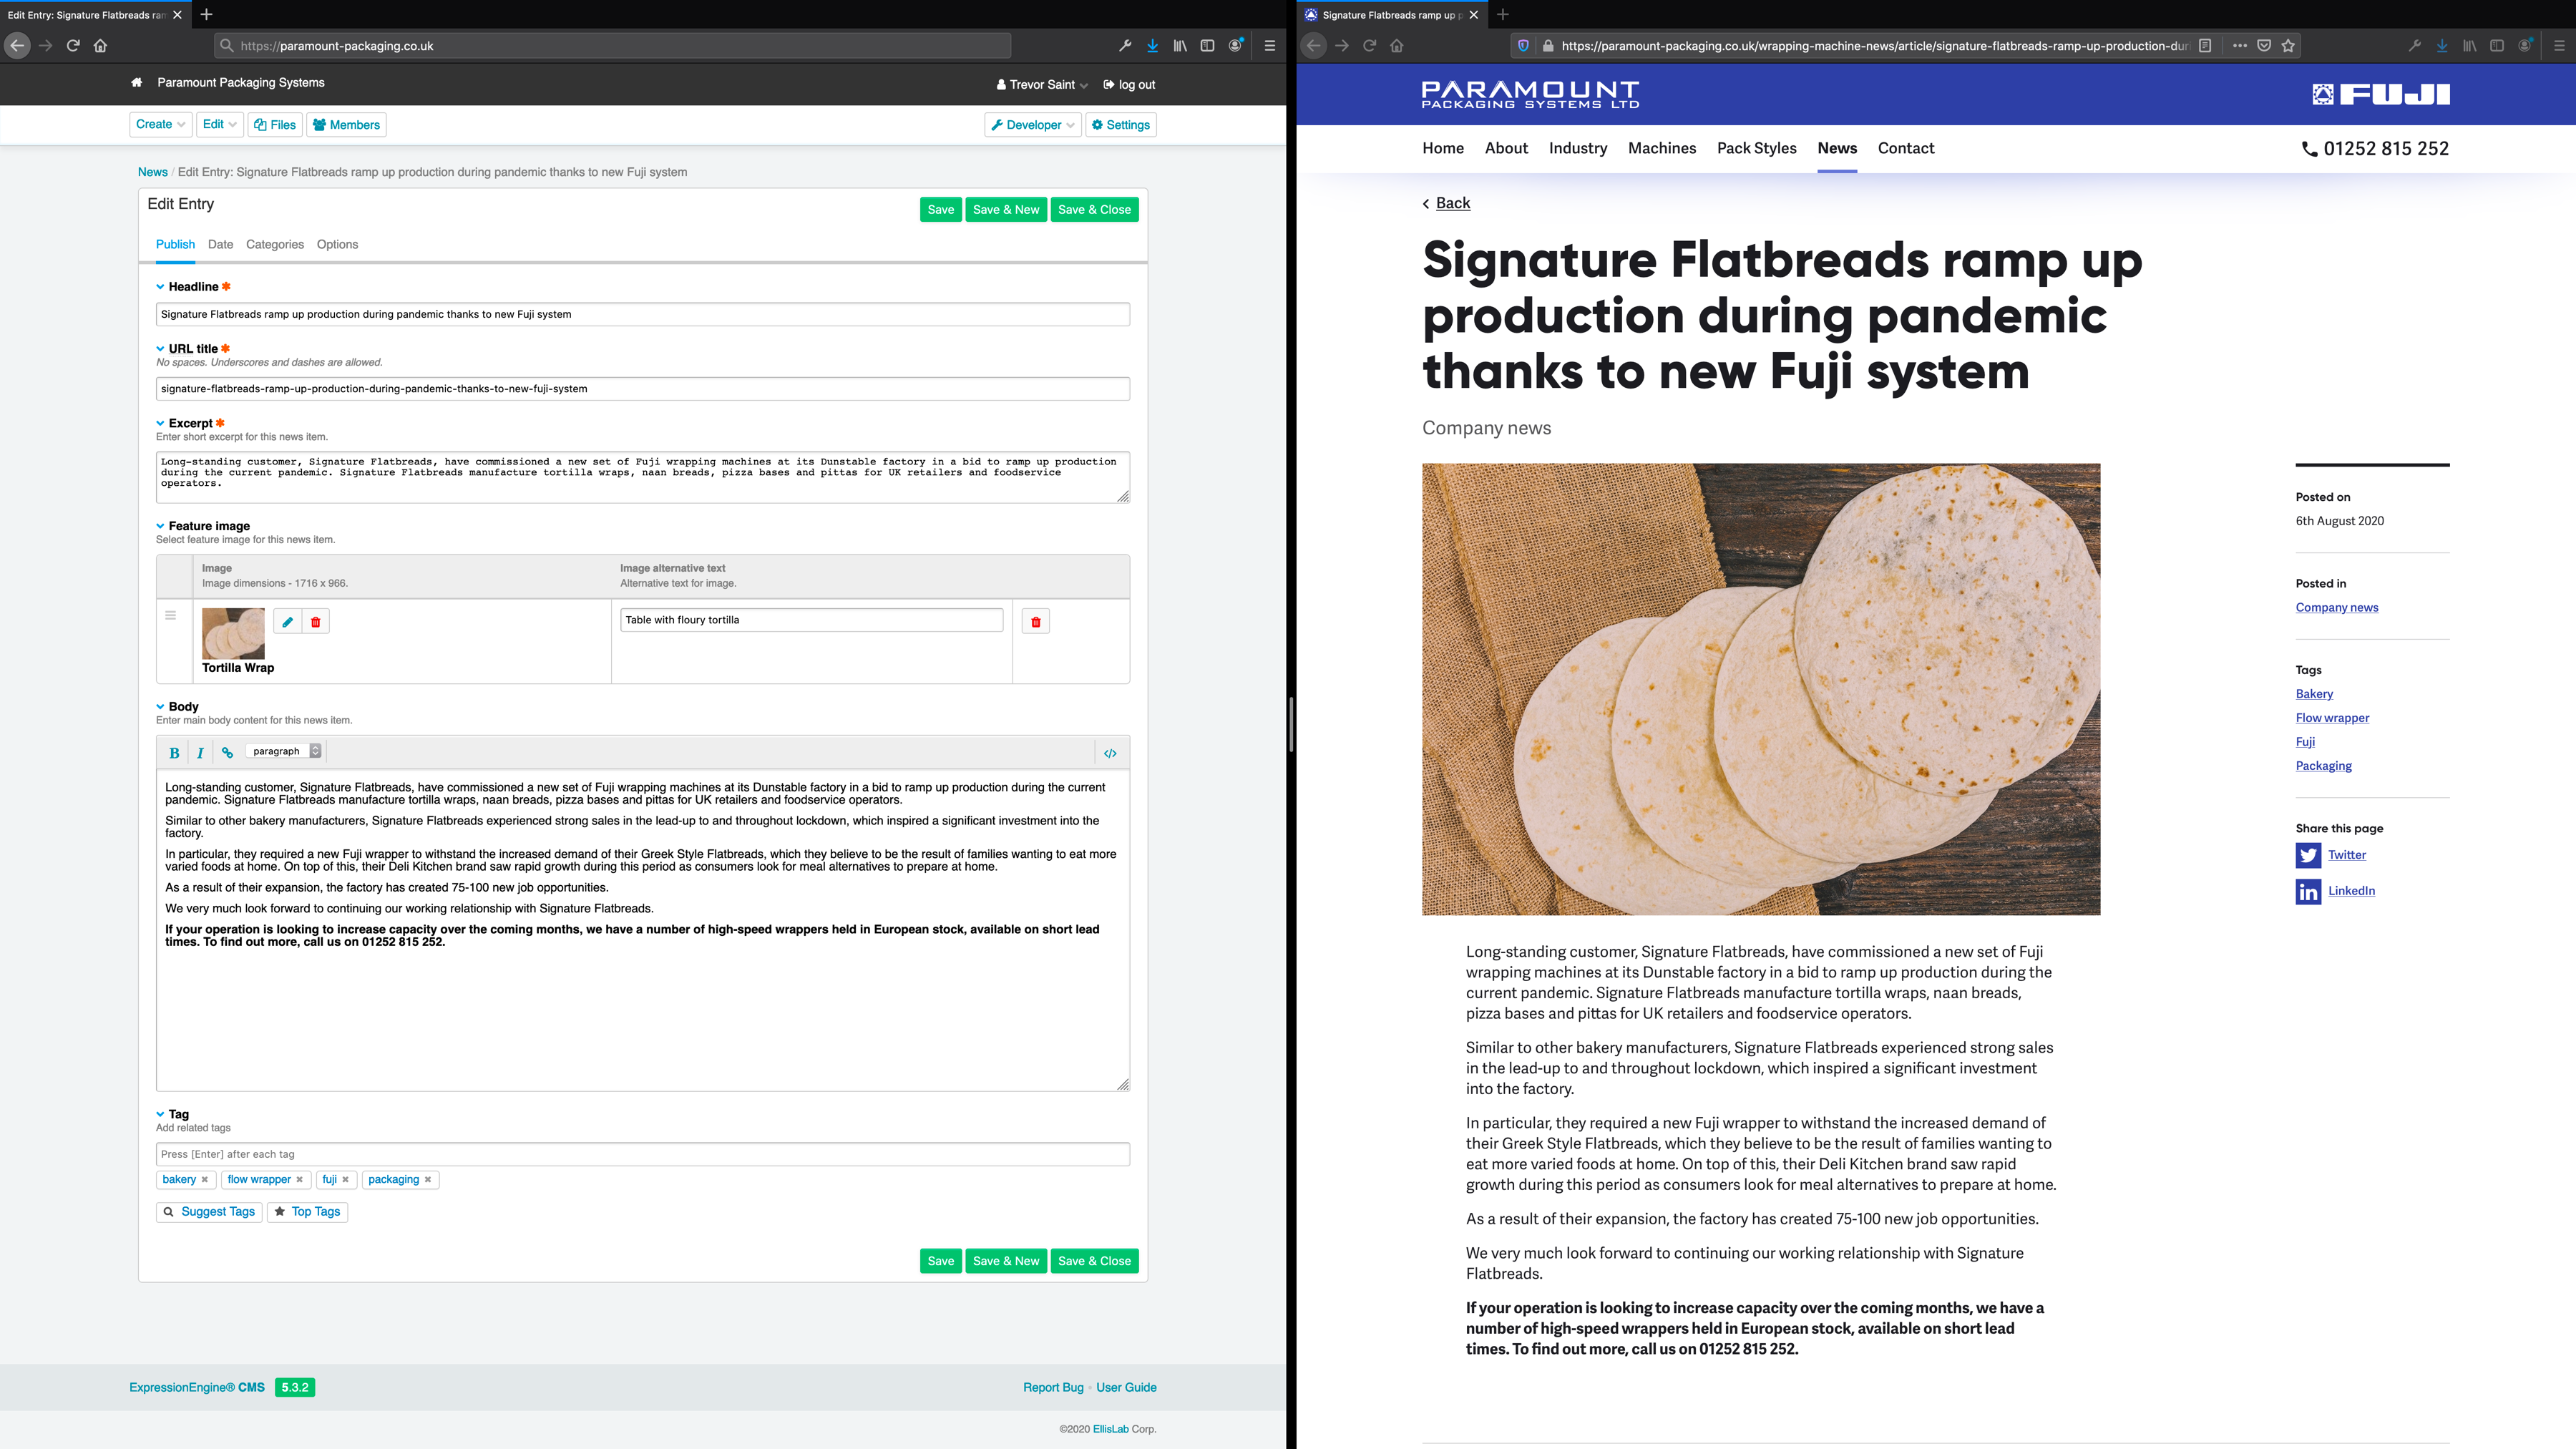 Edit Entry: Signature Flatbreads ran
https://paramount-packaging.co.uk
Paramount Packaging Systems
Trevor Saint
log out
Create
Edit
Files
Members
Developer
Settings
News / Edit Entry: Signature Flatbreads ramp up production during pandemic thanks to new Fuji system
Edit Entry
Save
Save & New
Save & Close
Publish
Date
Categories
Options
Headline *
Signature Flatbreads ramp up production during pandemic thanks to new Fuji system
URL title *
No spaces. Underscores and dashes are allowed.
signature-flatbreads-ramp-up-production-during-pandemic-thanks-to-new-fuji-system
Excerpt *
Enter short excerpt for this news item.
Long-standing customer, Signature Flatbreads, have commissioned a new set of Fuji wrapping machines at its Dunstable factory in a bid to ramp up production
during the current pandemic. Signature Flatbreads manufacture tortilla wraps, naan breads, pizza bases and pittas for UK retailers and foodservice
operators.
Feature image
Select feature image for this news item.
Image
Image dimensions - 1716 x 966.
Image alternative text
Alternative text for image.
Table with floury tortilla
Tortilla Wrap
Body
Enter main body content for this news item.
B
I
paragraph
</>
Long-standing customer, Signature Flatbreads, have commissioned a new set of Fuji wrapping machines at its Dunstable factory in a bid to ramp up production during the current
pandemic. Signature Flatbreads manufacture tortilla wraps, naan breads, pizza bases and pittas for UK retailers and foodservice operators.
Similar to other bakery manufacturers, Signature Flatbreads experienced strong sales in the lead-up to and throughout lockdown, which inspired a significant investment into the
factory.
In particular, they required a new Fuji wrapper to withstand the increased demand of their Greek Style Flatbreads, which they believe to be the result of families wanting to eat more
varied foods at home. On top of this, their Deli Kitchen brand saw rapid growth during this period as consumers look for meal alternatives to prepare at home.
As a result of their expansion, the factory has created 75-100 new job opportunities.
We very much look forward to continuing our working relationship with Signature Flatbreads.
If your operation is looking to increase capacity over the coming months, we have a number of high-speed wrappers held in European stock, available on short lead
times. To find out more, call us on 01252 815 252.
Tag
Add related tags
Press [Enter] after each tag
bakery
flow wrapper
fuji
packaging
Suggest Tags
Top Tags
Save
Save & New
Save & Close
ExpressionEngine® CMS 5.3.2
Report Bug
User Guide
©2020 EllisLab Corp.
Signature Flatbreads ramp up p
https://paramount-packaging.co.uk/wrapping-machine-news/article/signature-flatbreads-ramp-up-production-duri
PARAMOUNT
PACKAGING SYSTEMS LTD
FUJI
Home
About
Industry
Machines
Pack Styles
News
Contact
01252 815 252
Back
Signature Flatbreads ramp up
production during pandemic
thanks to new Fuji system
Company news
Posted on
6th August 2020
Posted in
Company news
Tags
Bakery
Flow wrapper
Fuji
Packaging
Share this page
Twitter
in LinkedIn
Long-standing customer, Signature Flatbreads, have commissioned a new set of Fuji
wrapping machines at its Dunstable factory in a bid to ramp up production during the
current pandemic. Signature Flatbreads manufacture tortilla wraps, naan breads,
pizza bases and pittas for UK retailers and foodservice operators.
Similar to other bakery manufacturers, Signature Flatbreads experienced strong sales
in the lead-up to and throughout lockdown, which inspired a significant investment
into the factory.
In particular, they required a new Fuji wrapper to withstand the increased demand of
their Greek Style Flatbreads, which they believe to be the result of families wanting to
eat more varied foods at home. On top of this, their Deli Kitchen brand saw rapid
growth during this period as consumers look for meal alternatives to prepare at home.
As a result of their expansion, the factory has created 75-100 new job opportunities.
We very much look forward to continuing our working relationship with Signature
Flatbreads.
If your operation is looking to increase capacity over the coming months, we have a
number of high-speed wrappers held in European stock, available on short lead
times. To find out more, call us on 01252 815 252.